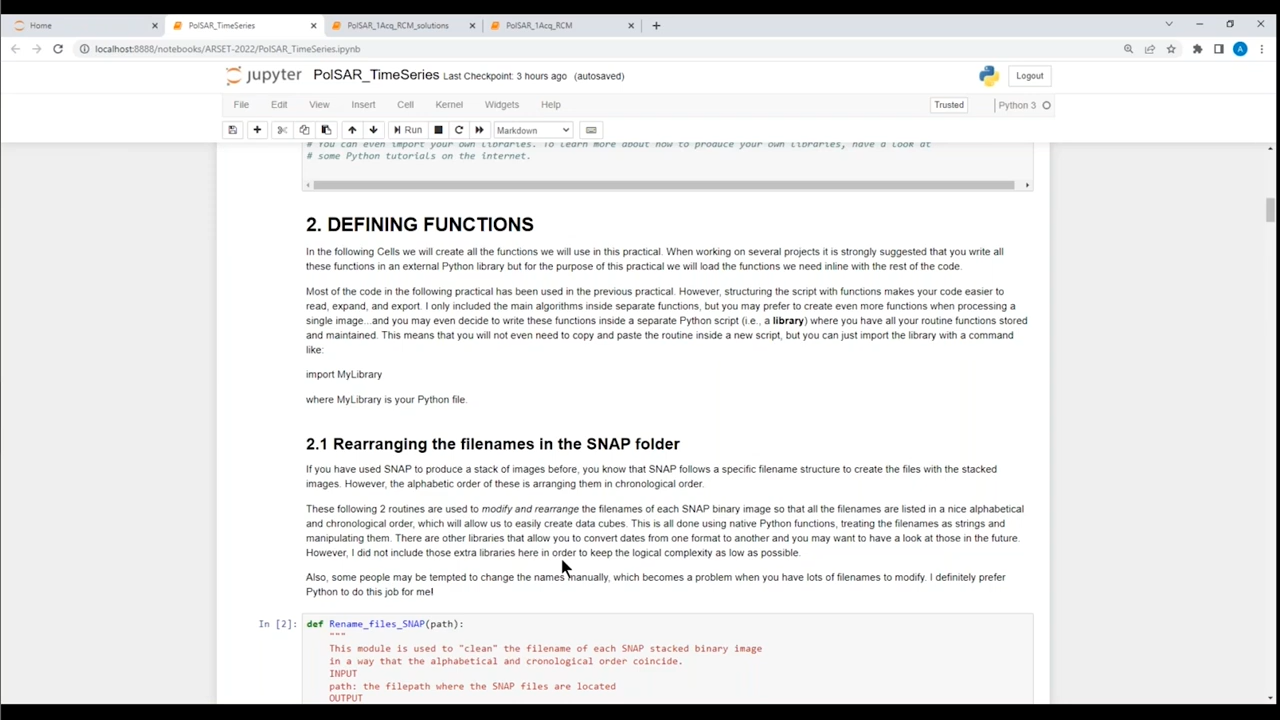 Home
PolSAR_TimeSeries
PolSAR_1Acq_RCM_solutions
PolSAR_1Acq_RCM
localhost:8888/notebooks/ARSET-2022/PolSAR_TimeSeries.ipynb
A
jupyter PolSAR_TimeSeries Last Checkpoint: 3 hours ago (autosaved)
Logout
File Edit View Insert Cell Kernel Widgets Help
Trusted
Python 3
Run
Markdown
# You can even import your own libraries. To learn more about how to produce your own libraries, have a look at
# some Python tutorials on the internet.
2. DEFINING FUNCTIONS
In the following Cells we will create all the functions we will use in this practical. When working on several projects it is strongly suggested that you write all
these functions in an external Python library but for the purpose of this practical we will load the functions we need inline with the rest of the code.
Most of the code in the following practical has been used in the previous practical. However, structuring the script with functions makes your code easier to
read, expand, and export. I only included the main algorithms inside separate functions, but you may prefer to create even more functions when processing a
single image...and you may even decide to write these functions inside a separate Python script (i.e., a library) where you have all your routine functions stored
and maintained. This means that you will not even need to copy and paste the routine inside a new script, but you can just import the library with a command
like:
import MyLibrary
where MyLibrary is your Python file.
2.1 Rearranging the filenames in the SNAP folder
If you have used SNAP to produce a stack of images before, you know that SNAP follows a specific filename structure to create the files with the stacked
images. However, the alphabetic order of these is arranging them in chronological order.
These following 2 routines are used to modify and rearrange the filenames of each SNAP binary image so that all the filenames are listed in a nice alphabetical
and chronological order, which will allow us to easily create data cubes. This is all done using native Python functions, treating the filenames as strings and
manipulating them. There are other libraries that allow you to convert dates from one format to another and you may want to have a look at those in the future.
However, I did not include those extra libraries here in order to keep the logical complexity as low as possible.
Also, some people may be tempted to change the names manually, which becomes a problem when you have lots of filenames to modify. I definitely prefer
Python to do this job for me!
In [2]: def Rename_files_SNAP(path):
"""
This module is used to "clean" the filename of each SNAP stacked binary image
in a way that the alphabetical and cronological order coincide.
INPUT
path: the filepath where the SNAP files are located
OUTPUT